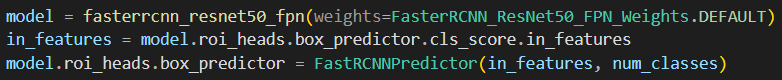 model = fasterrcnn_resnet50_fpn(weights=FasterRCNN_ResNet50_FPN_Weights.DEFAULT)
in_features = model.roi_heads.box_predictor.cls_score.in_features
model.roi_heads.box_predictor = FastRCNNPredictor(in_features, num_classes)